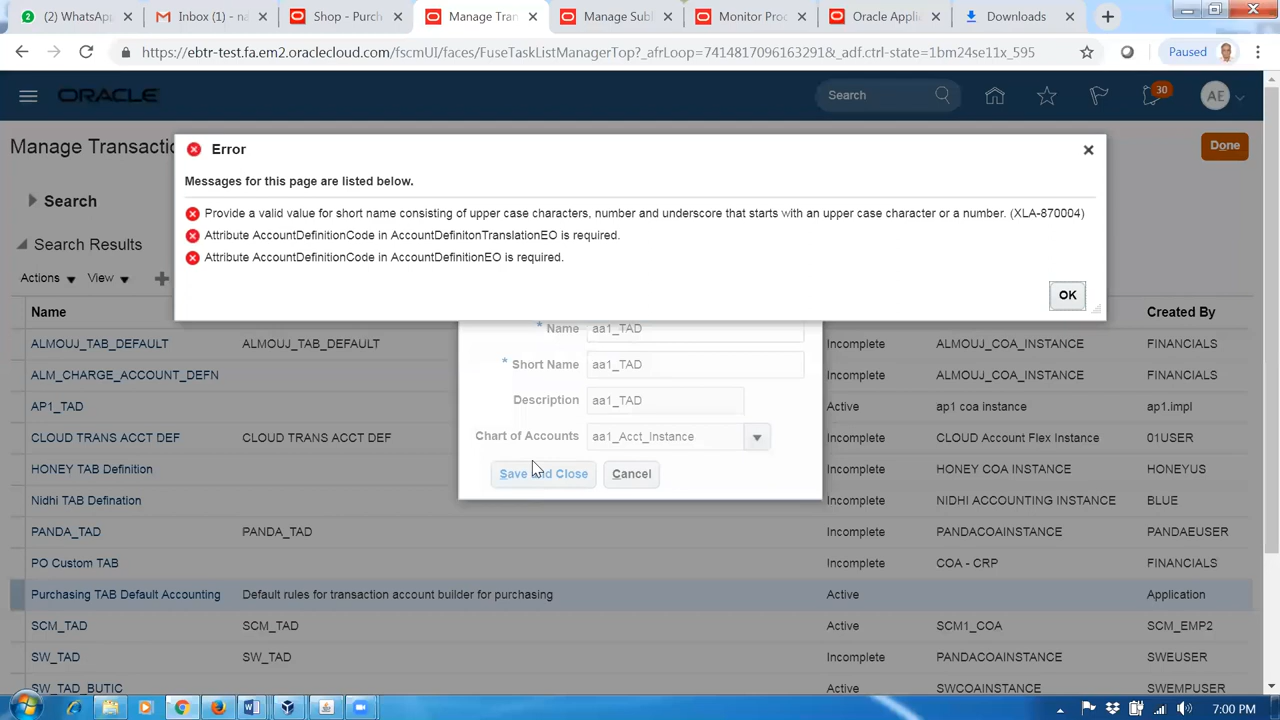 (2) WhatsApp
Inbox (1) - na
Shop - Purch
Manage Tran
Manage Subl
Monitor Proc
Oracle Appli
Downloads
https://ebtr-test.fa.em2.oraclecloud.com/fscmUI/faces/FuseTaskListManagerTop?_afrLoop=7414817096163291&_adf.ctrl-state=1bm24se11x_595
Paused
ORACLE
Search
30
AE
Manage Transactio
Done
Error
Messages for this page are listed below.
Provide a valid value for short name consisting of upper case characters, number and underscore that starts with an upper case character or a number. (XLA-870004)
Attribute AccountDefinitionCode in AccountDefinitonTranslationEO is required.
Attribute AccountDefinitionCode in AccountDefinitionEO is required.
OK
Search
Search Results
Actions View
Name Created By
* Name aa1_TAD
* Short Name aa1_TAD
Description aa1_TAD
Chart of Accounts aa1_Acct_Instance
Save and Close Cancel
ALMOUJ_TAB_DEFAULT ALMOUJ_TAB_DEFAULT Incomplete ALMOUJ_COA_INSTANCE FINANCIALS
ALM_CHARGE_ACCOUNT_DEFN Incomplete ALMOUJ_COA_INSTANCE FINANCIALS
AP1_TAD Active ap1 coa instance ap1.impl
CLOUD TRANS ACCT DEF CLOUD TRANS ACCT DEF Incomplete CLOUD Account Flex Instance 01USER
HONEY TAB Definition Incomplete HONEY COA INSTANCE HONEYUS
Nidhi TAB Defination Incomplete NIDHI ACCOUNTING INSTANCE BLUE
PANDA_TAD PANDA_TAD Incomplete PANDACOAINSTANCE PANDAEUSER
PO Custom TAB Incomplete COA - CRP FINANCIALS
Purchasing TAB Default Accounting Default rules for transaction account builder for purchasing Active Application
SCM_TAD SCM_TAD Active SCM1_COA SCM_EMP2
SW_TAD SW_TAD Incomplete SWCOAINSTANCE SWEUSER
SW_TAD_BUTIC Active SWCOAINSTANCE SWEMPUSER
7:00 PM